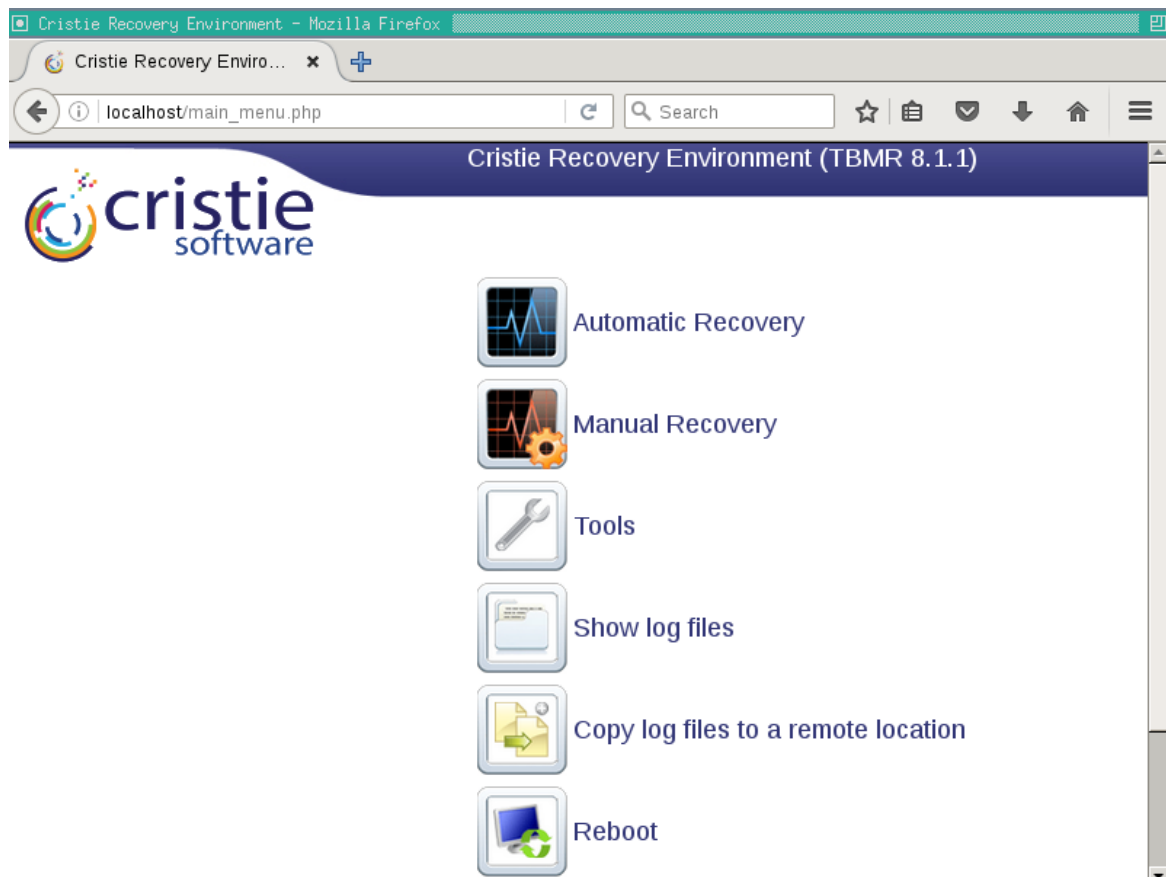 Cristie Recovery Environment - Mozilla Firefox
Cristie Recovery Enviro...
localhost/main_menu.php
Search
Cristie Recovery Environment (TBMR 8.1.1)
cristie
software
Automatic Recovery
Manual Recovery
Tools
Show log files
Copy log files to a remote location
Reboot